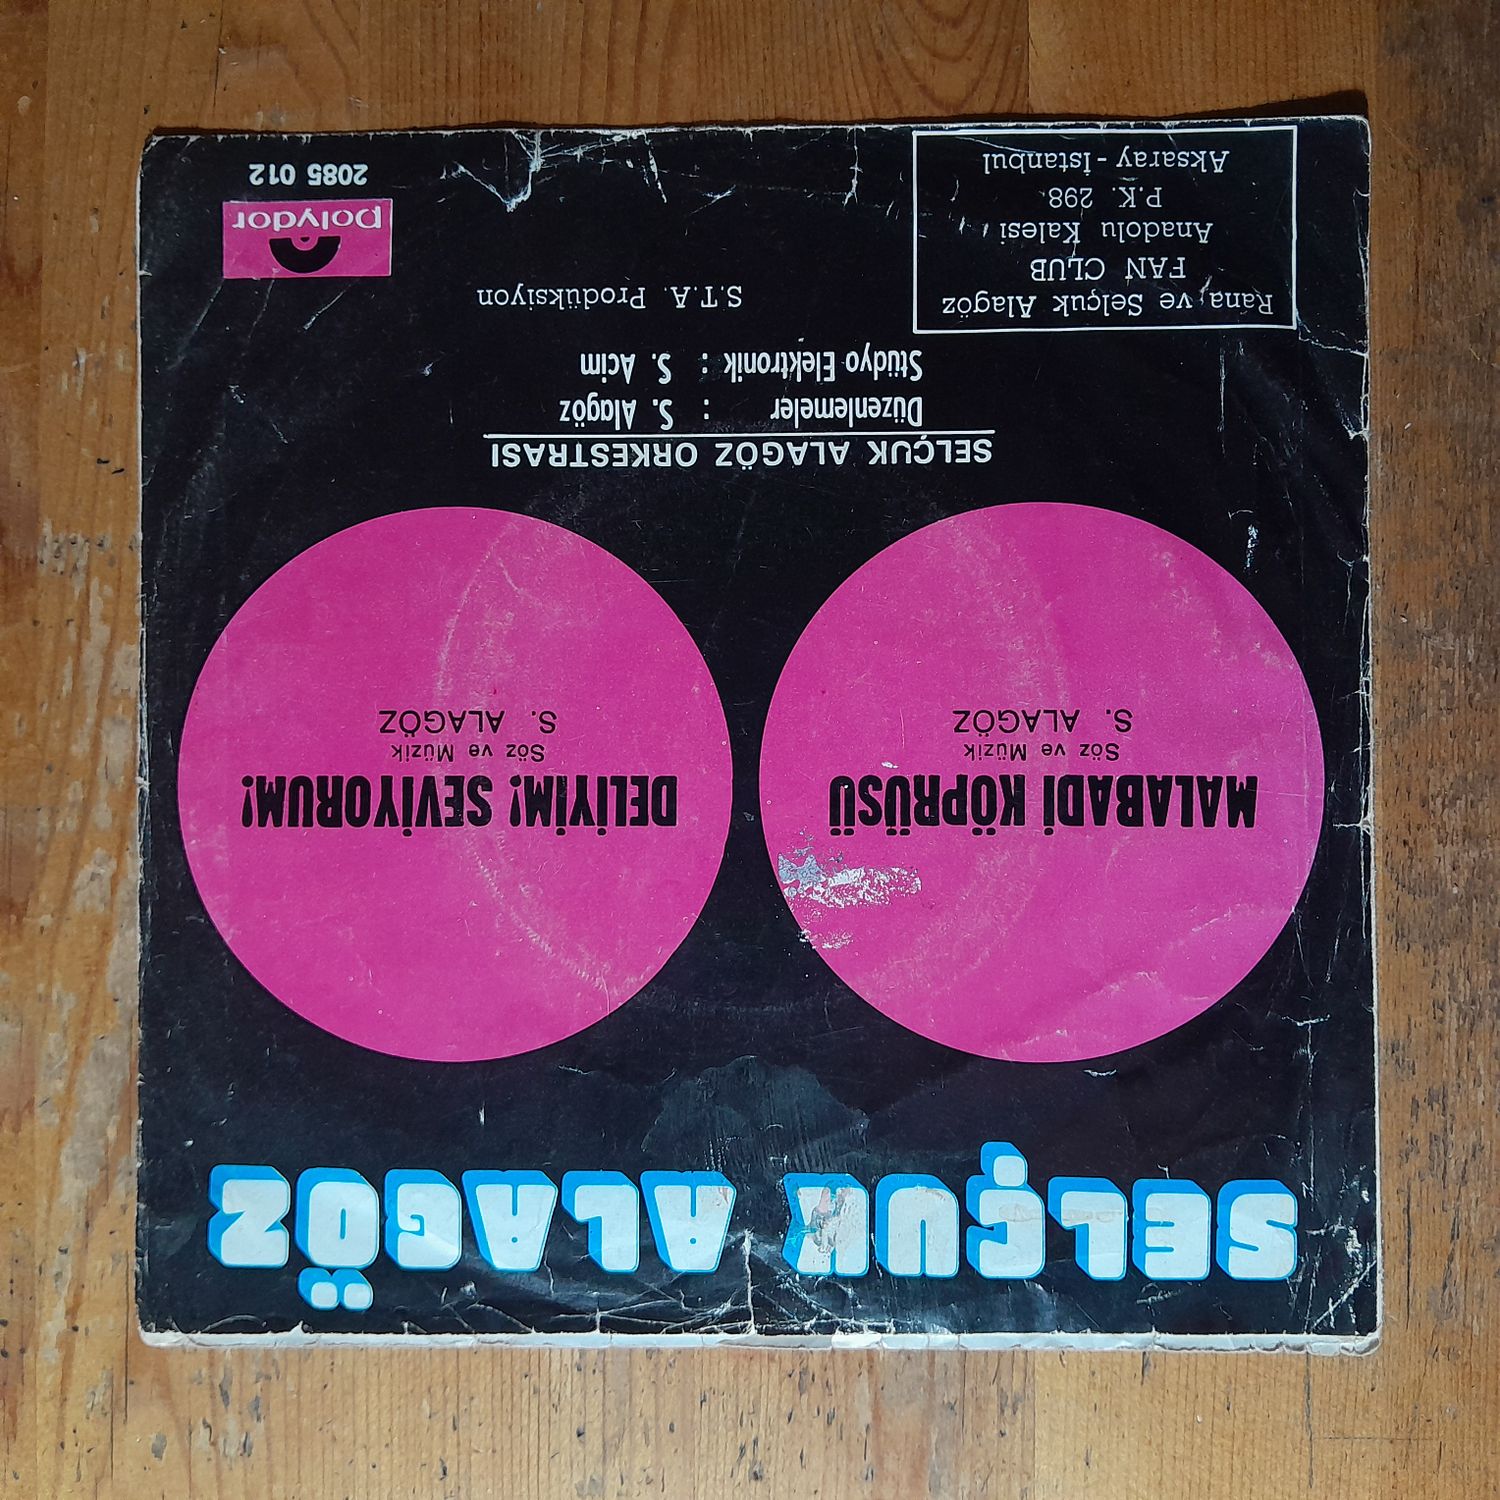 SELÇUK ALAGÖZ
MALABADİ KÖPRÜSÜ
Söz ve Müzik
S. ALAGÖZ
DELİYİM! SEVİYORUM!
Söz ve Müzik
S. ALAGÖZ
SELÇUK ALAGÖZ ORKESTRASI
Düzenlemeler : S. Alagöz
Stüdyo Elektronik : S. Acim
S.T.A. Prodüksiyon
Rana ve Selçuk Alagöz
FAN CLUB
Anadolu Kalesi
P.K. 298
Aksaray - İstanbul
polydor
2085 012